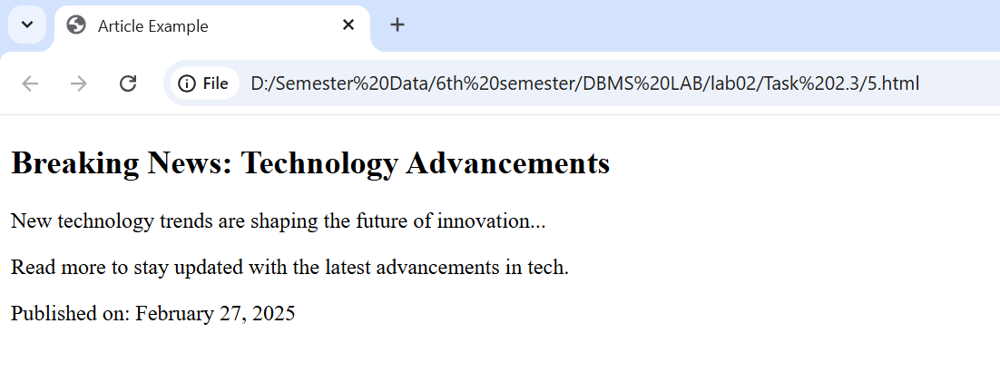 Article Example
File D:/Semester%20Data/6th%20semester/DBMS%20LAB/lab02/Task%202.3/5.html
Breaking News: Technology Advancements
New technology trends are shaping the future of innovation...
Read more to stay updated with the latest advancements in tech.
Published on: February 27, 2025